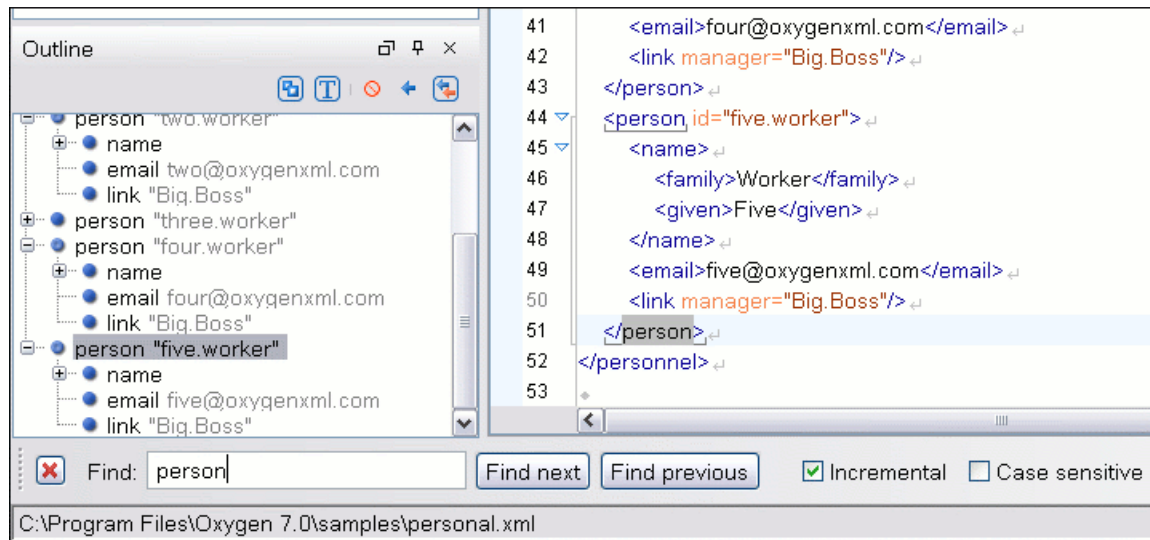 Outline
person "two.worker"
name
email two@oxygenxml.com
link "Big.Boss"
person "three.worker"
person "four.worker"
name
email four@oxygenxml.com
link "Big.Boss"
person "five.worker"
name
email five@oxygenxml.com
link "Big.Boss"
41 <email>four@oxygenxml.com</email>
42 <link manager="Big.Boss"/>
43 </person>
44 <person id="five.worker">
45 <name>
46 <family>Worker</family>
47 <given>Five</given>
48 </name>
49 <email>five@oxygenxml.com</email>
50 <link manager="Big.Boss"/>
51 </person>
52 </personnel>
53
Find: person Find next Find previous Incremental Case sensitive
C:\Program Files\Oxygen 7.0\samples\personal.xml